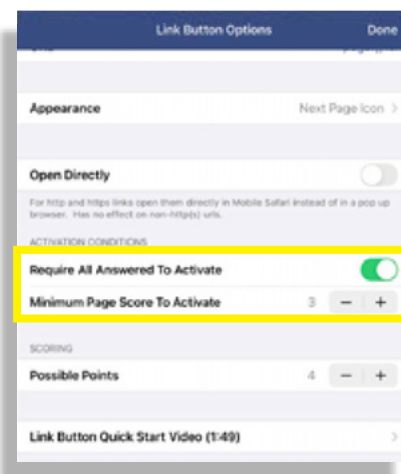 Link Button Options
Done
Appearance
Next Page Icon >
Open Directly
For http and https links open them directly in Mobile Safari instead of in a pop up
browser. Has no effect on non-http(s) urls.
ACTIVATION CONDITIONS
Require All Answered To Activate
Minimum Page Score To Activate 3 − +
SCORING
Possible Points 4 − +
Link Button Quick Start Video (1:49) >